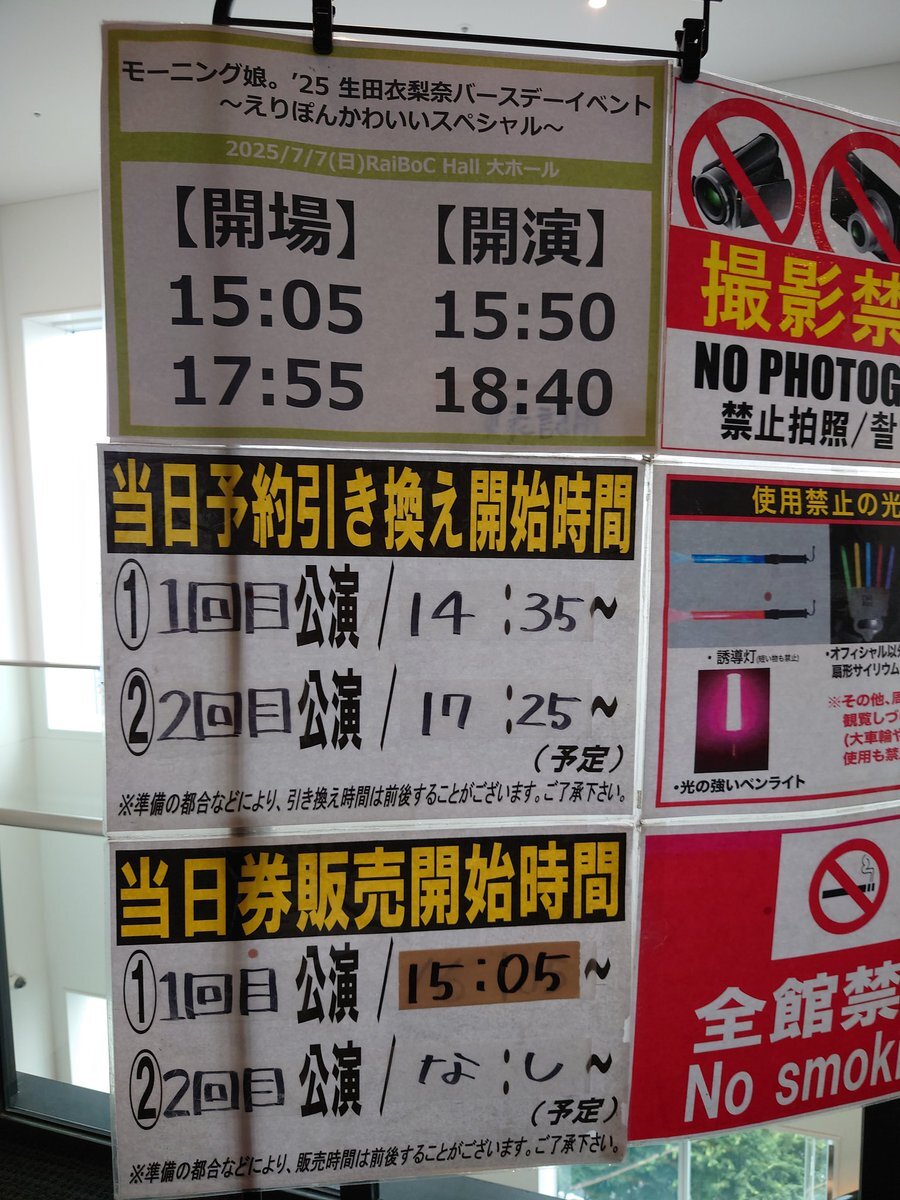 モーニング娘。'25 生田衣梨奈バースデーイベント
～えりぽんかわいいスペシャル～
2025/7/7(日)RaiBoC Hall 大ホール
【開場】 【開演】
15:05 15:50
17:55 18:40
当日予約引き換え開始時間
① 1回目 公演 / 14:35～
② 2回目 公演 / 17:25～
(予定)
※準備の都合などにより、引き換え時間は前後することがございます。ご了承下さい。
当日券販売開始時間
① 1回目 公演 / 15:05～
② 2回目 公演 / な:し～
(予定)
※準備の都合などにより、販売時間は前後することがございます。ご了承下さい。
撮影禁
NO PHOTOG
禁止拍照/촬
使用禁止の光
・誘導灯(短い物も禁止)
・オフィシャル以外
扇形サイリウム
・光の強いペンライト
※その他、周
観覧しづ
(大車輪や
使用も禁
全館禁
No smoki